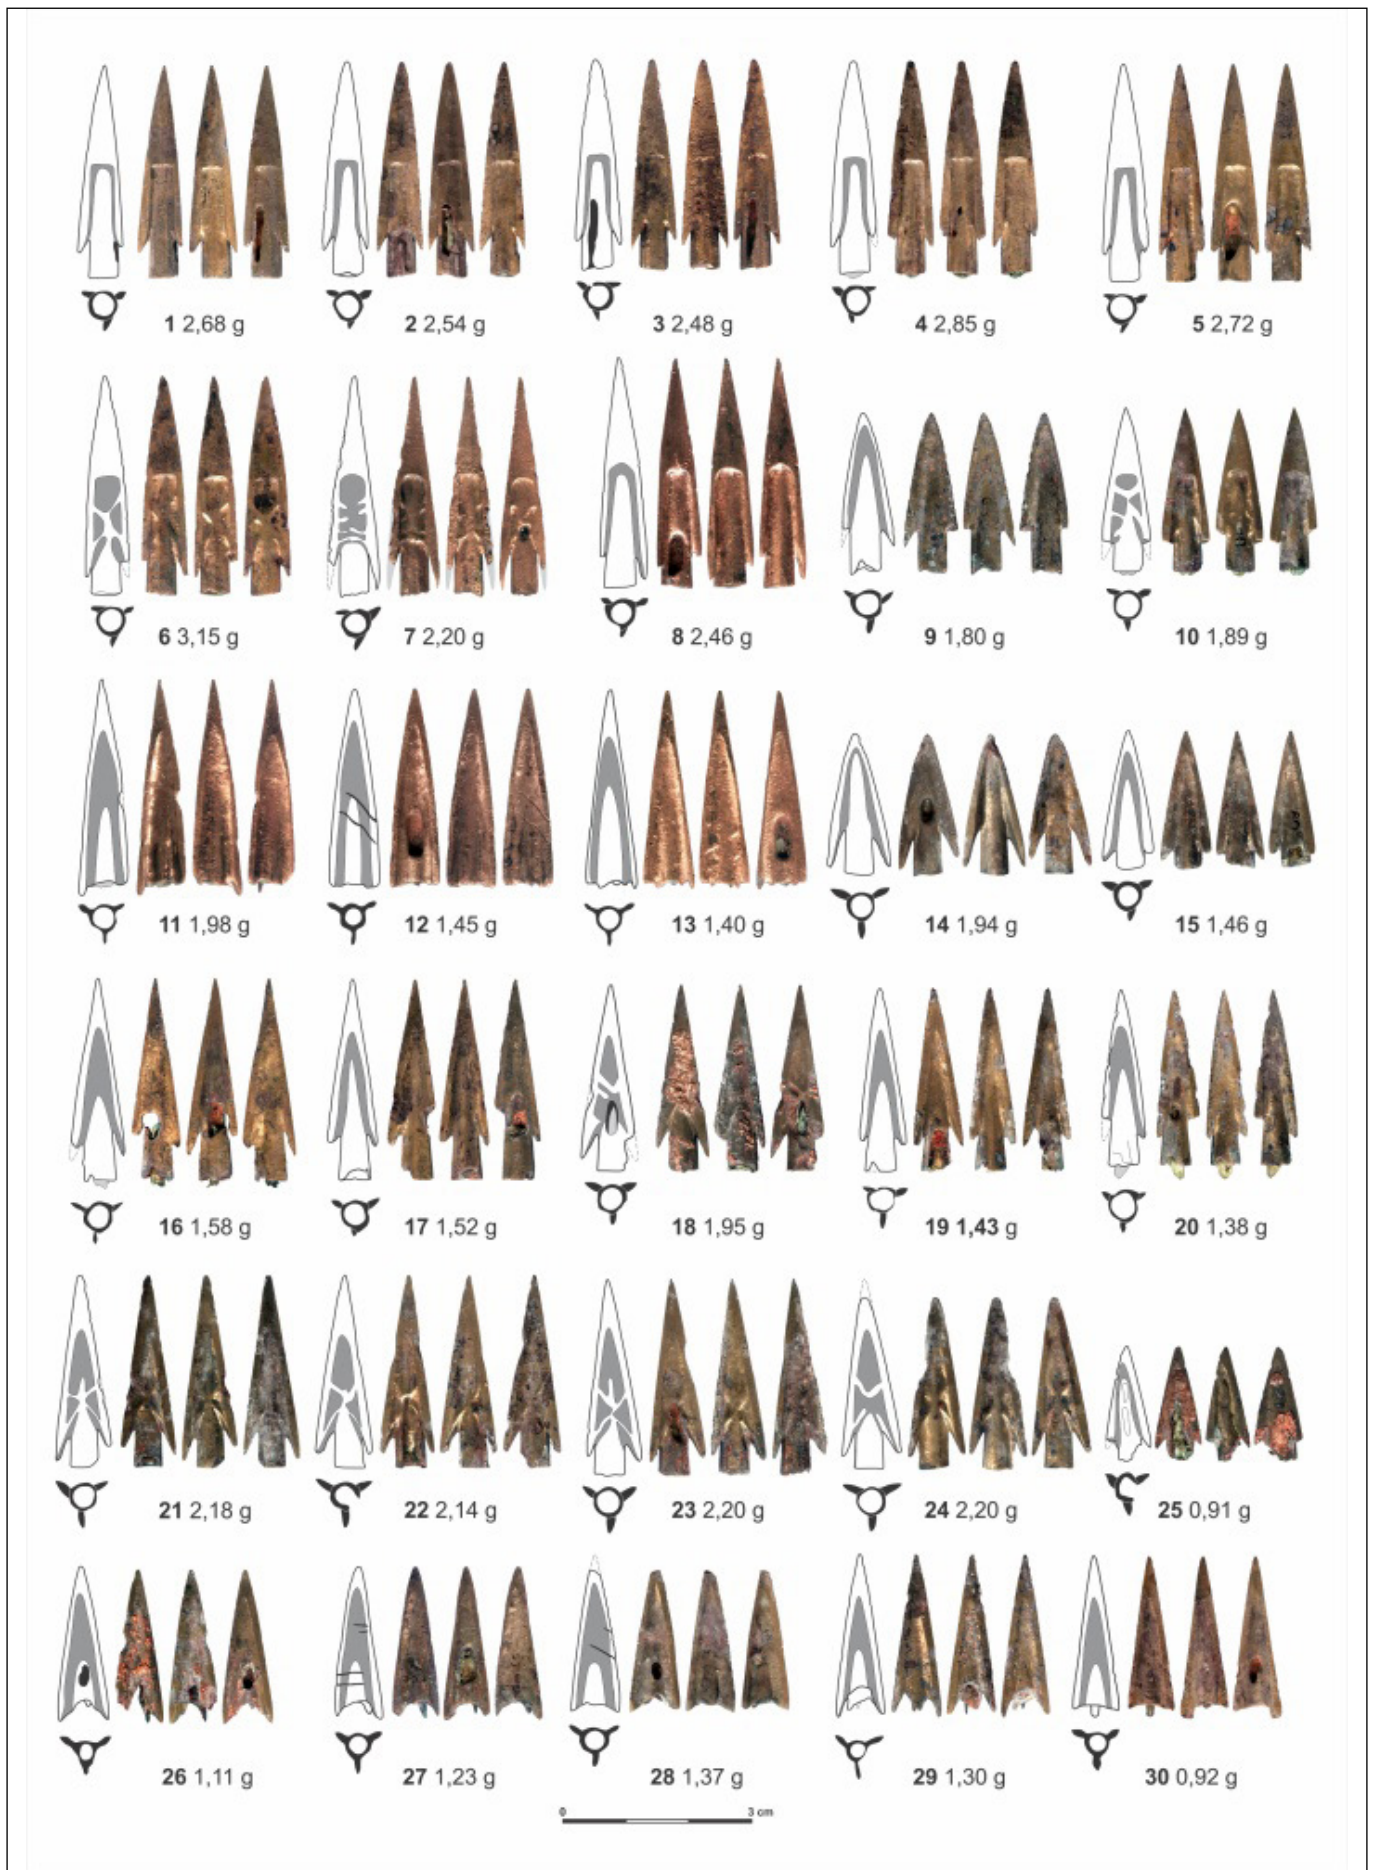 1 2,68 g
2 2,54 g
3 2,48 g
4 2,85 g
5 2,72 g
6 3,15 g
7 2,20 g
8 2,46 g
9 1,80 g
10 1,89 g
11 1,98 g
12 1,45 g
13 1,40 g
14 1,94 g
15 1,46 g
16 1,58 g
17 1,52 g
18 1,95 g
19 1,43 g
20 1,38 g
21 2,18 g
22 2,14 g
23 2,20 g
24 2,20 g
25 0,91 g
26 1,11 g
27 1,23 g
28 1,37 g
29 1,30 g
30 0,92 g
0 3 cm